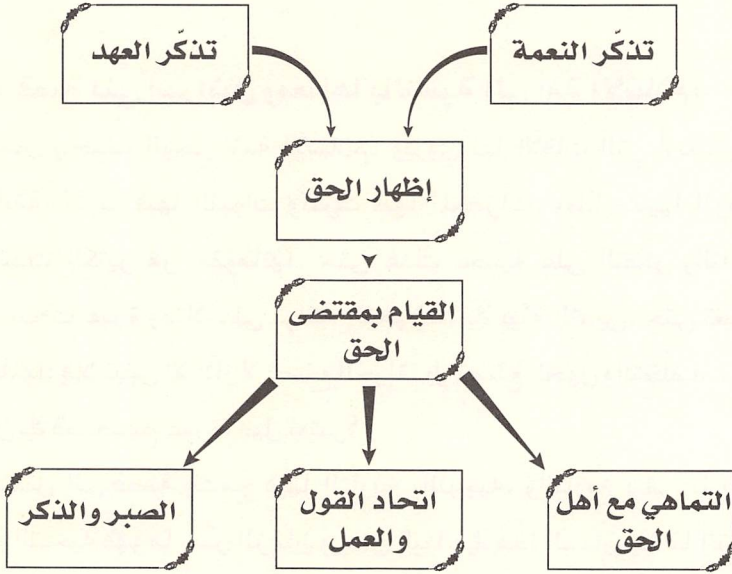 تذكّر النعمة
تذكّر العهد
إظهار الحق
القيام بمقتضى
الحق
التماهي مع أهل
الحق
اتحاد القول
والعمل
الصبر والذكر